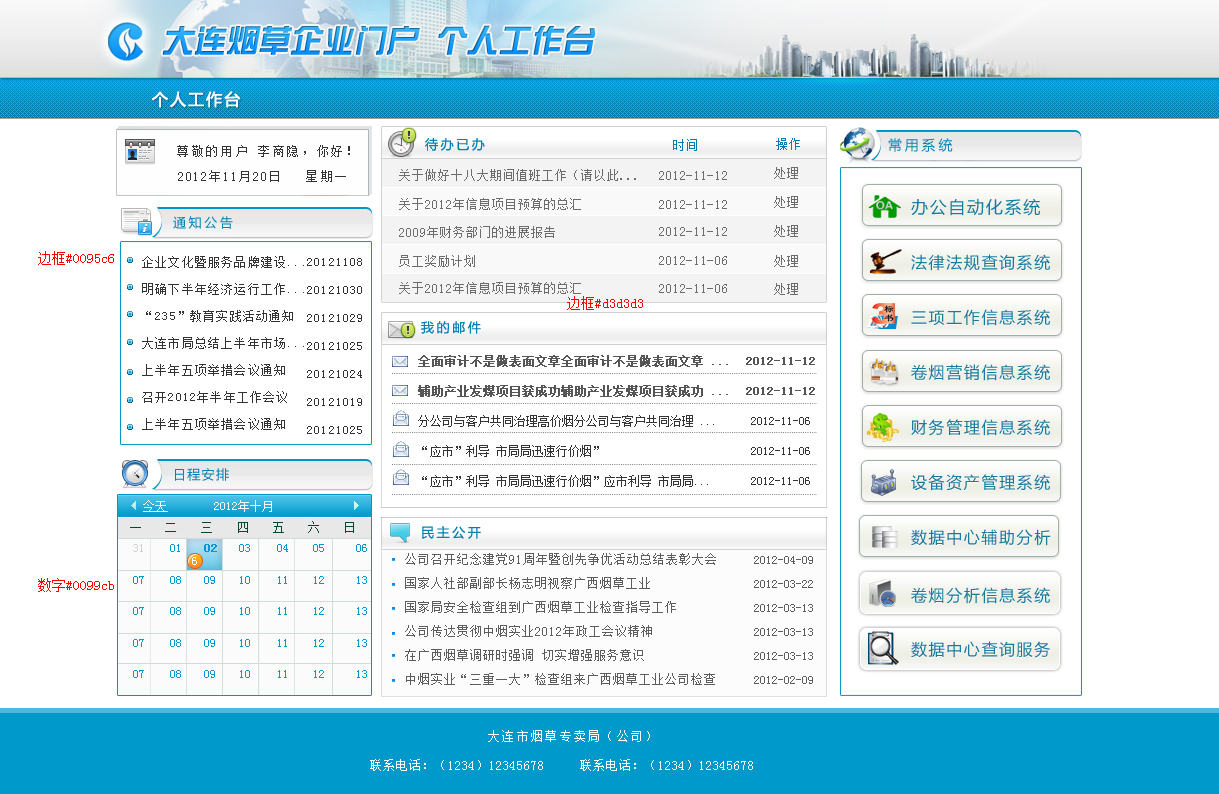 大连烟草企业门户 个人工作台
个人工作台
尊敬的用户 李商隐，你好！
2012年11月20日 星期一
通知公告
边框#0095c6
企业文化暨服务品牌建设...20121108
明确下半年经济运行工作...20121030
“235”教育实践活动通知 20121029
大连市局总结上半年市场...20121025
上半年五项举措会议通知 20121024
召开2012年半年工作会议 20121019
上半年五项举措会议通知 20121025
日程安排
今天 2012年十月
一 二 三 四 五 六 日
31 01 02 03 04 05 06
6
数字#0099cb
07 08 09 10 11 12 13
07 08 09 10 11 12 13
07 08 09 10 11 12 13
07 08 09 10 11 12 13
待办已办 时间 操作
关于做好十八大期间值班工作（请以此... 2012-11-12 处理
关于2012年信息项目预算的总汇 2012-11-12 处理
2009年财务部门的进展报告 2012-11-12 处理
员工奖励计划 2012-11-06 处理
关于2012年信息项目预算的总汇 2012-11-06 处理
边框#d3d3d3
我的邮件
全面审计不是做表面文章全面审计不是做表面文章 ... 2012-11-12
辅助产业发煤项目获成功辅助产业发煤项目获成功 ... 2012-11-12
分公司与客户共同治理高价烟分公司与客户共同治理 ... 2012-11-06
“应市”利导 市局局迅速行价烟” 2012-11-06
“应市”利导 市局局迅速行价烟”应市利导 市局局... 2012-11-06
民主公开
公司召开纪念建党91周年暨创先争优活动总结表彰大会 2012-04-09
国家人社部副部长杨志明视察广西烟草工业 2012-03-22
国家局安全检查组到广西烟草工业检查指导工作 2012-03-13
公司传达贯彻中烟实业2012年政工会议精神 2012-03-13
在广西烟草调研时强调 切实增强服务意识 2012-03-13
中烟实业“三重一大”检查组来广西烟草工业公司检查 2012-02-09
常用系统
OA 办公自动化系统
法律法规查询系统
标书 三项工作信息系统
卷烟营销信息系统
财务管理信息系统
设备资产管理系统
数据中心辅助分析
卷烟分析信息系统
数据中心查询服务
大连市烟草专卖局（公司）
联系电话：（1234）12345678 联系电话：（1234）12345678